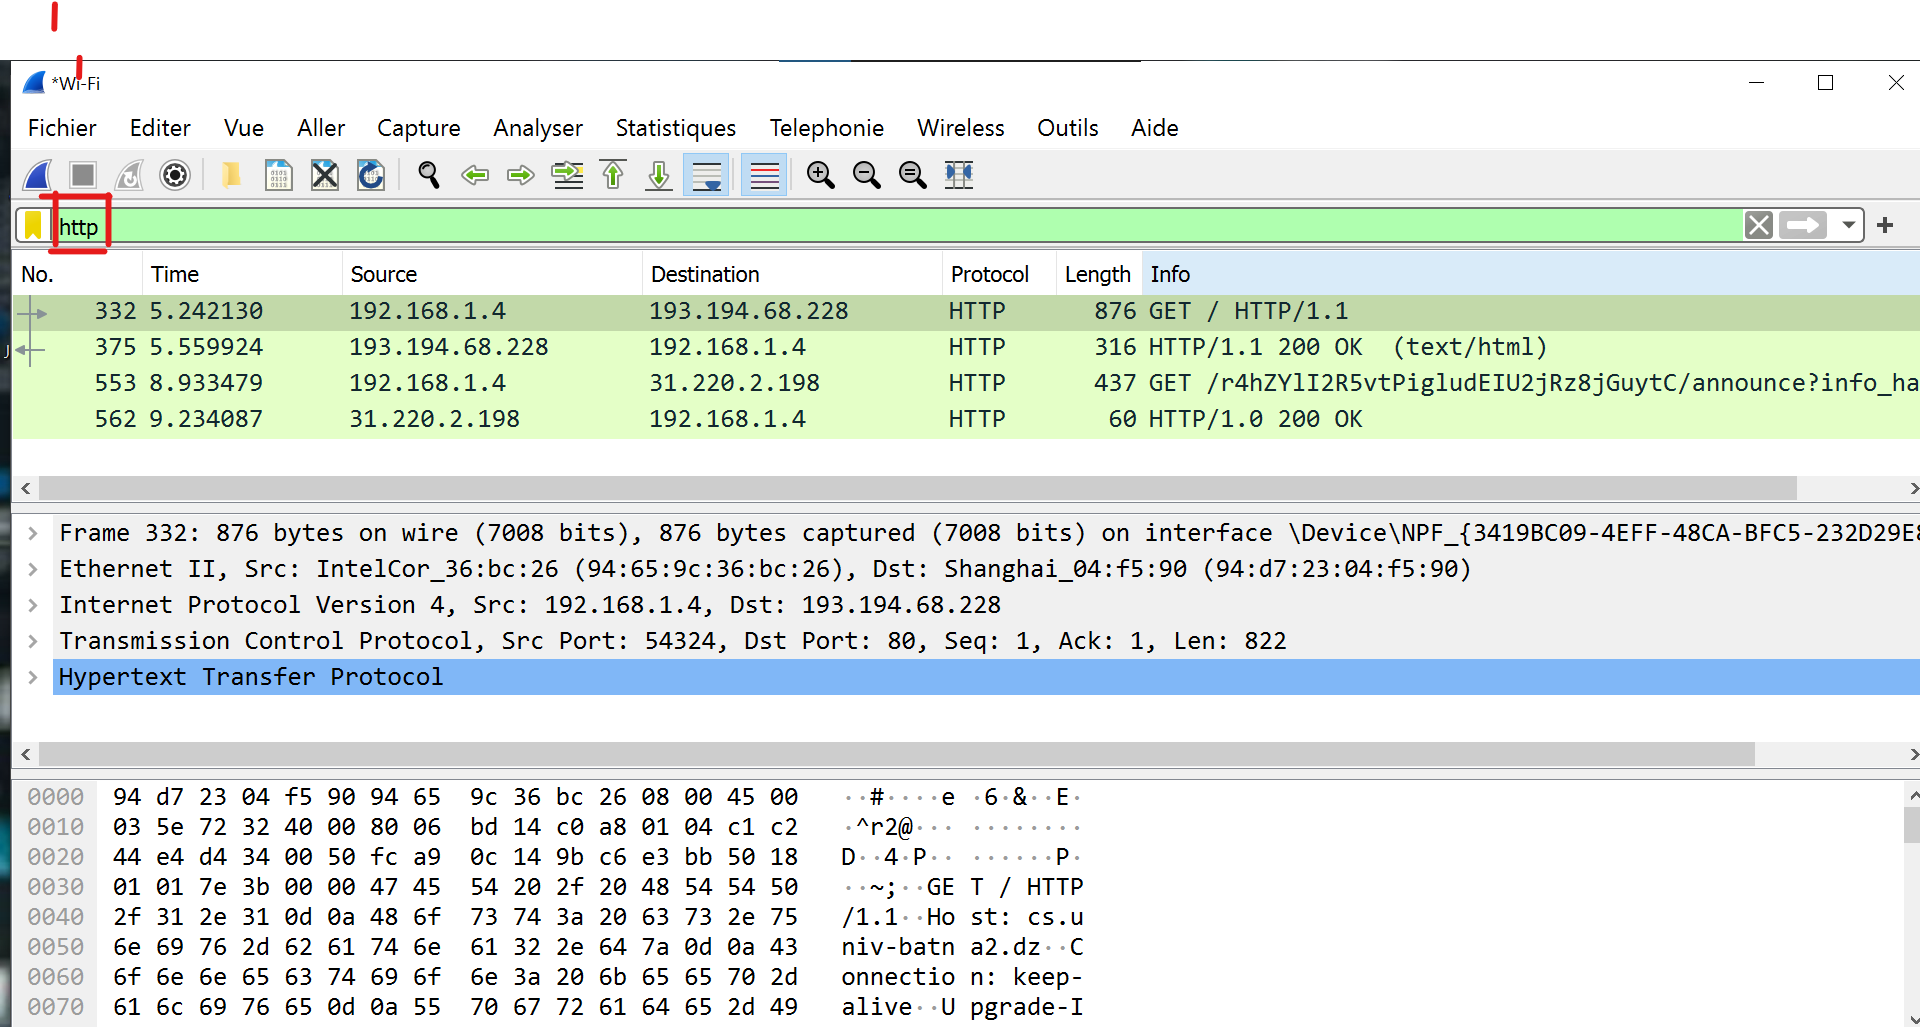 *Wi-Fi
Fichier Editer Vue Aller Capture Analyser Statistiques Telephonie Wireless Outils Aide
http
No. Time Source Destination Protocol Length Info
332 5.242130 192.168.1.4 193.194.68.228 HTTP 876 GET / HTTP/1.1
375 5.559924 193.194.68.228 192.168.1.4 HTTP 316 HTTP/1.1 200 OK (text/html)
553 8.933479 192.168.1.4 31.220.2.198 HTTP 437 GET /r4hZYlI2R5vtPigludEIU2jRz8jGuytC/announce?info_ha
562 9.234087 31.220.2.198 192.168.1.4 HTTP 60 HTTP/1.0 200 OK
Frame 332: 876 bytes on wire (7008 bits), 876 bytes captured (7008 bits) on interface \Device\NPF_{3419BC09-4EFF-48CA-BFC5-232D29E8
Ethernet II, Src: IntelCor_36:bc:26 (94:65:9c:36:bc:26), Dst: Shanghai_04:f5:90 (94:d7:23:04:f5:90)
Internet Protocol Version 4, Src: 192.168.1.4, Dst: 193.194.68.228
Transmission Control Protocol, Src Port: 54324, Dst Port: 80, Seq: 1, Ack: 1, Len: 822
Hypertext Transfer Protocol
0000 94 d7 23 04 f5 90 94 65 9c 36 bc 26 08 00 45 00 ··#····e ·6·&··E·
0010 03 5e 72 32 40 00 80 06 bd 14 c0 a8 01 04 c1 c2 ·^r2@··· ········
0020 44 e4 d4 34 00 50 fc a9 0c 14 9b c6 e3 bb 50 18 D··4·P·· ······P·
0030 01 01 7e 3b 00 00 47 45 54 20 2f 20 48 54 54 50 ··~;··GE T / HTTP
0040 2f 31 2e 31 0d 0a 48 6f 73 74 3a 20 63 73 2e 75 /1.1··Ho st: cs.u
0050 6e 69 76 2d 62 61 74 6e 61 32 2e 64 7a 0d 0a 43 niv-batn a2.dz··C
0060 6f 6e 6e 65 63 74 69 6f 6e 3a 20 6b 65 65 70 2d onnectio n: keep-
0070 61 6c 69 76 65 0d 0a 55 70 67 72 61 64 65 2d 49 alive··U pgrade-I